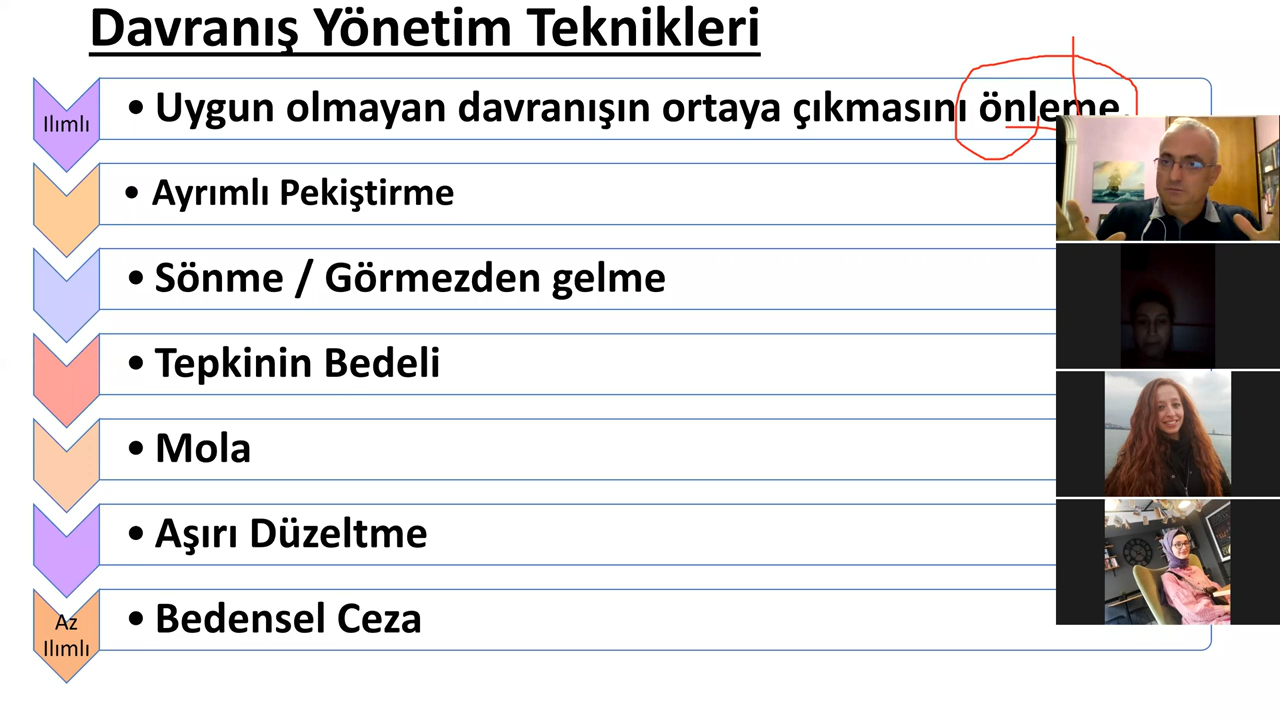 Davranış Yönetim Teknikleri
Ilımlı
• Uygun olmayan davranışın ortaya çıkmasını önleme.
• Ayrımlı Pekiştirme
• Sönme / Görmezden gelme
• Tepkinin Bedeli
• Mola
• Aşırı Düzeltme
Az
Ilımlı
• Bedensel Ceza